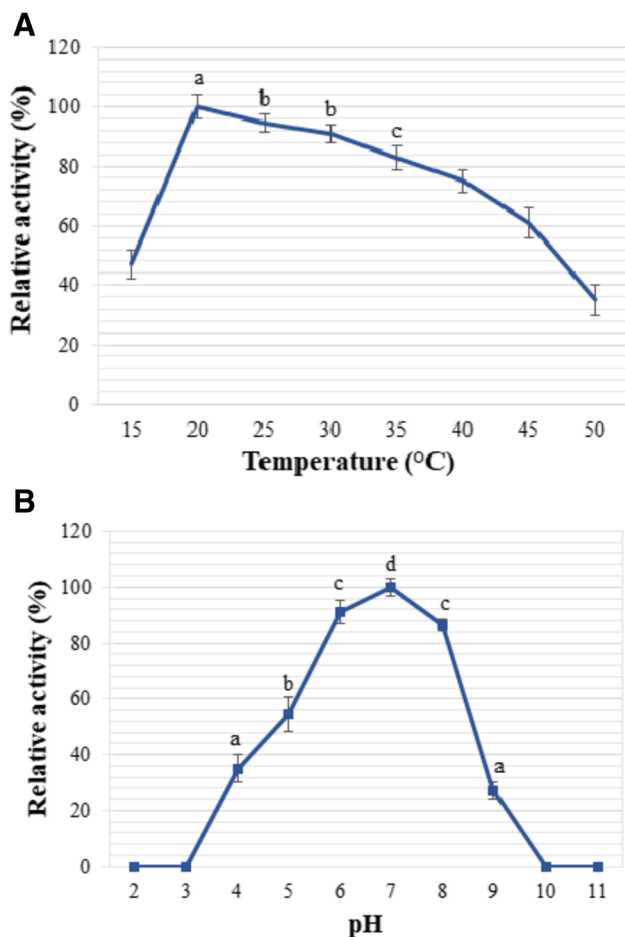 A
120
100
80
60
40
20
0
Relative activity (%)
a
b
b
c
15 20 25 30 35 40 45 50
Temperature (°C)
B
120
100
80
60
40
20
0
Relative activity (%)
a
b
c
d
c
a
2 3 4 5 6 7 8 9 10 11
pH